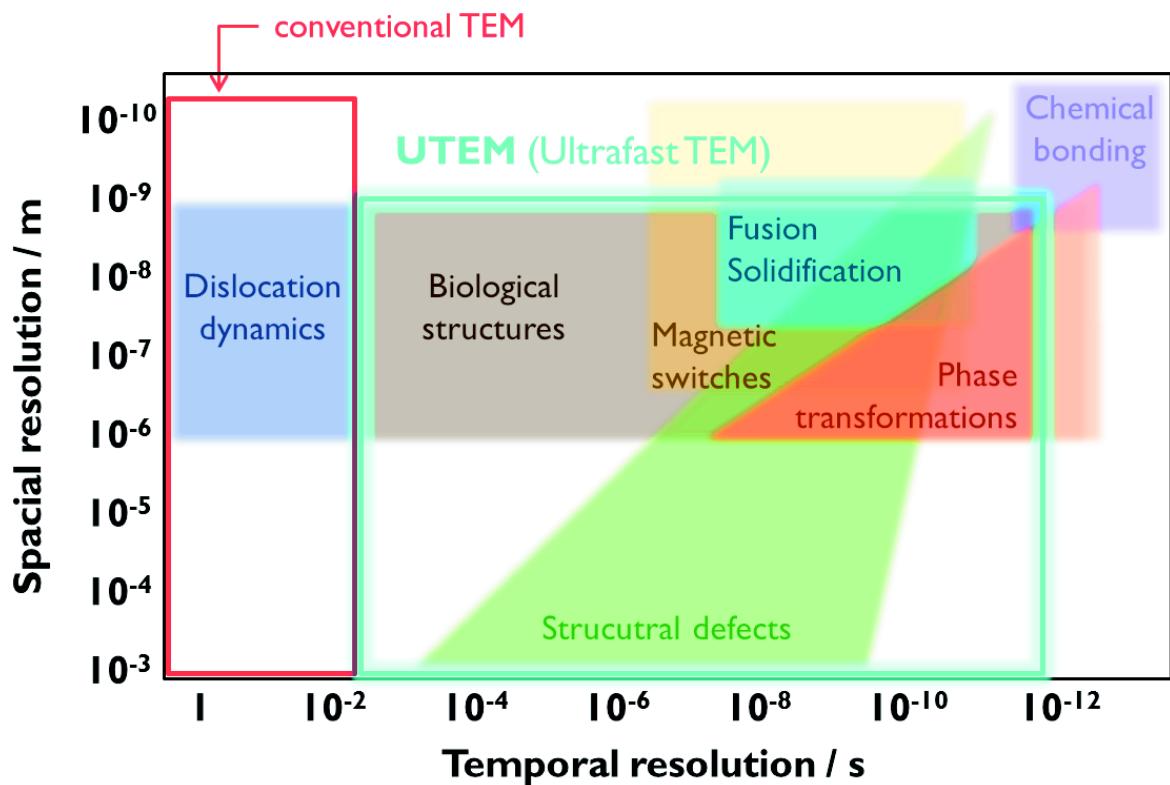 conventional TEM
10-10
10-9
10-8
10-7
10-6
10-5
10-4
10-3
Spacial resolution / m
UTEM (Ultrafast TEM)
Chemical
bonding
Fusion
Solidification
Dislocation
dynamics
Biological
structures
Magnetic
switches
Phase
transformations
Strucutral defects
1
10-2
10-4
10-6
10-8
10-10
10-12
Temporal resolution / s